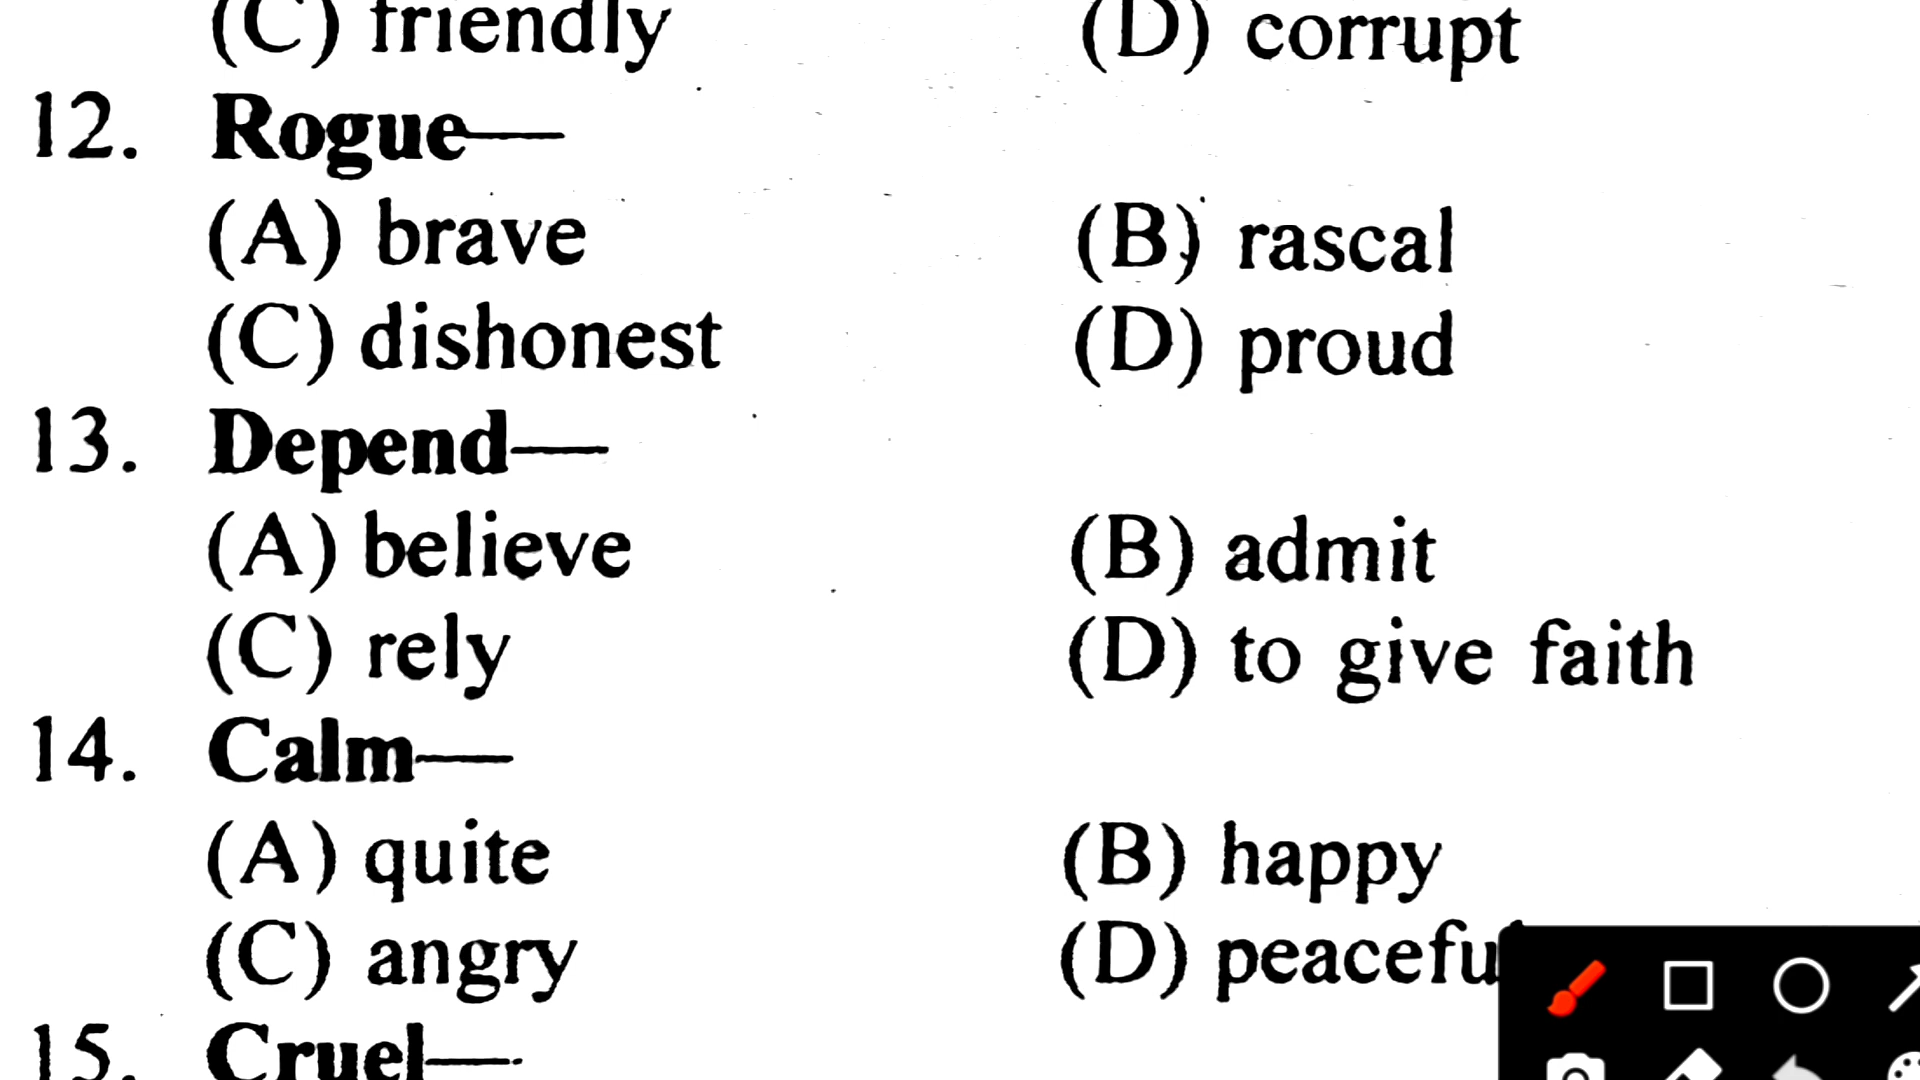 (C) friendly (D) corrupt
12. Rogue—
(A) brave (B) rascal
(C) dishonest (D) proud
13. Depend—
(A) believe (B) admit
(C) rely (D) to give faith
14. Calm—
(A) quite (B) happy
(C) angry (D) peaceful
15. Cruel—